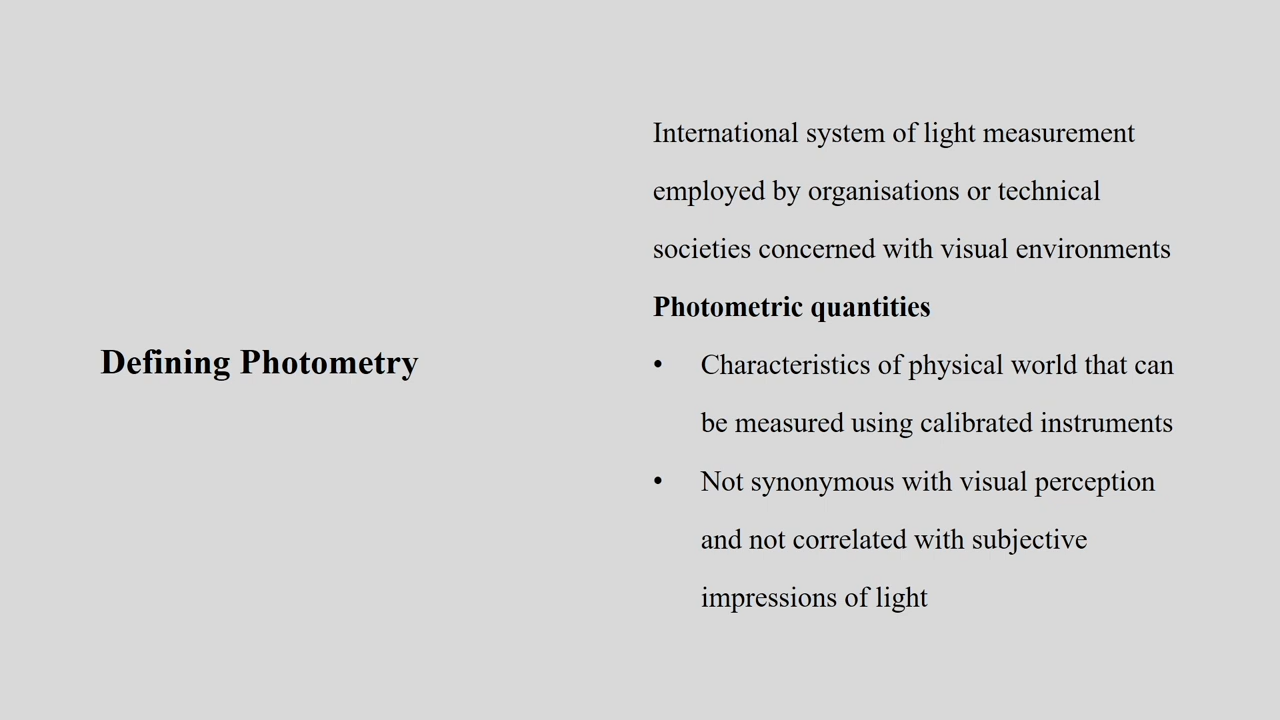 Defining Photometry
International system of light measurement
employed by organisations or technical
societies concerned with visual environments
Photometric quantities
• Characteristics of physical world that can
be measured using calibrated instruments
• Not synonymous with visual perception
and not correlated with subjective
impressions of light